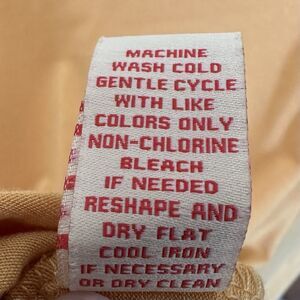 MACHINE
WASH COLD
GENTLE CYCLE
WITH LIKE
COLORS ONLY
NON-CHLORINE
BLEACH
IF NEEDED
RESHAPE AND
DRY FLAT
COOL IRON
IF NECESSARY
OR DRY CLEAN